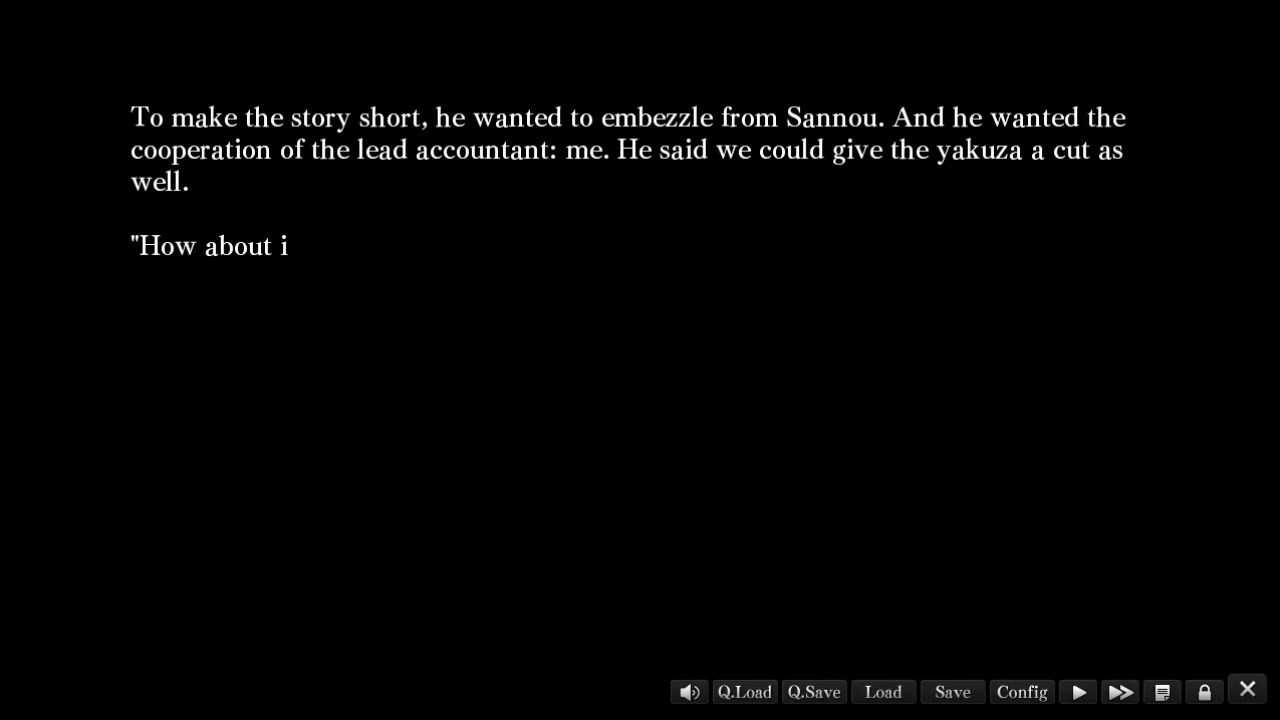 To make the story short, he wanted to embezzle from Sannou. And he wanted the
cooperation of the lead accountant: me. He said we could give the yakuza a cut as
well.
"How about i
Q.Load Q.Save Load Save Config